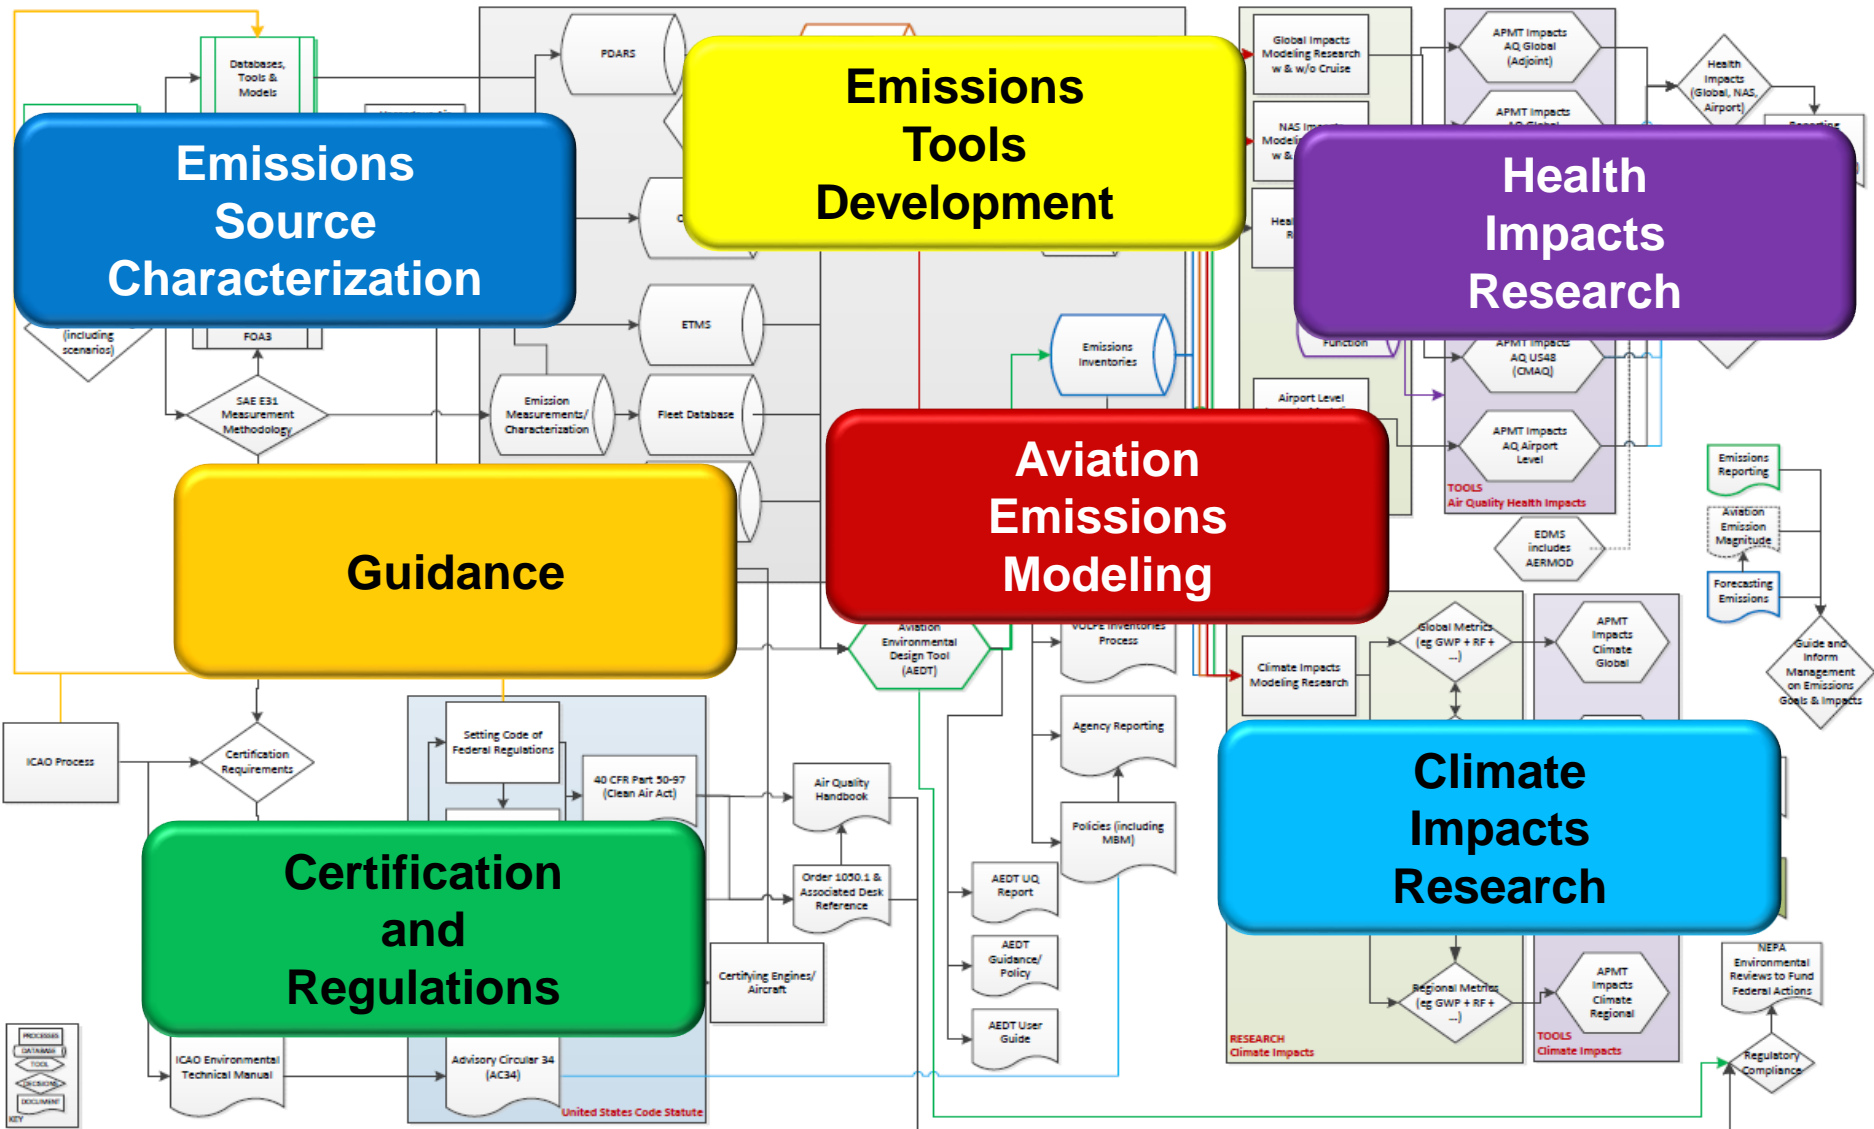 Databases,
Tools &
Models
PDARS
Emissions
Tools
Development
Global Impacts
Modeling Research
w & w/o Cruise
APMT Impacts
AQ Global
(Adjoint)
Health
Impacts
(Global, NAS,
Airport)
Emissions
Source
Characterization
APMT Impacts
Health
Impacts
Research
(including
scenarios)
FOA3
ETMS
Emissions
Inventories
Function
APMT Impacts
AQ US48
(CMAQ)
SAE E31
Measurement
Methodology
Emission
Measurements/
Characterization
Fleet Database
Airport Level
APMT Impacts
AQ Airport
Level
TOOLS
Air Quality Health Impacts
Emissions
Reporting
Aviation
Emission
Magnitude
Forecasting
Emissions
Guide and
Inform
Management
on Emissions
Goals & Impacts
EDMS
includes
AERMOD
Guidance
Aviation
Emissions
Modeling
Aviation
Environmental
Design Tool
(AEDT)
VOLPE Inventories
Process
Climate Impacts
Modeling Research
Global Metrics
(eg GWP + RF +
...)
APMT
Impacts
Climate
Global
ICAO Process
Certification
Requirements
Setting Code of
Federal Regulations
40 CFR Part 50-97
(Clean Air Act)
Air Quality
Handbook
Agency Reporting
Policies (including
MBM)
Climate
Impacts
Research
Certification
and
Regulations
Order 1050.1 &
Associated Desk
Reference
AEDT UQ
Report
AEDT
Guidance/
Policy
AEDT User
Guide
Certifying Engines/
Aircraft
Regional Metrics
(eg GWP + RF +
...)
APMT
Impacts
Climate
Regional
RESEARCH
Climate Impacts
TOOLS
Climate Impacts
NEPA
Environmental
Reviews to Fund
Federal Actions
Regulatory
Compliance
PROCESSES
DATABASE
TOOL
DECISIONS
DOCUMENT
KEY
ICAO Environmental
Technical Manual
Advisory Circular 34
(AC34)
United States Code Statute